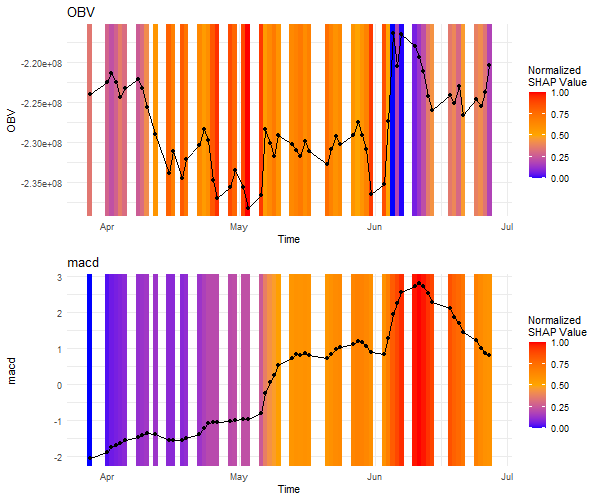 OBV
-2.20e+08
-2.25e+08
-2.30e+08
-2.35e+08
OBV
Apr May Jun Jul
Time
Normalized
SHAP Value
1.00
0.75
0.50
0.25
0.00
macd
3
2
1
0
-1
-2
macd
Apr May Jun Jul
Time
Normalized
SHAP Value
1.00
0.75
0.50
0.25
0.00